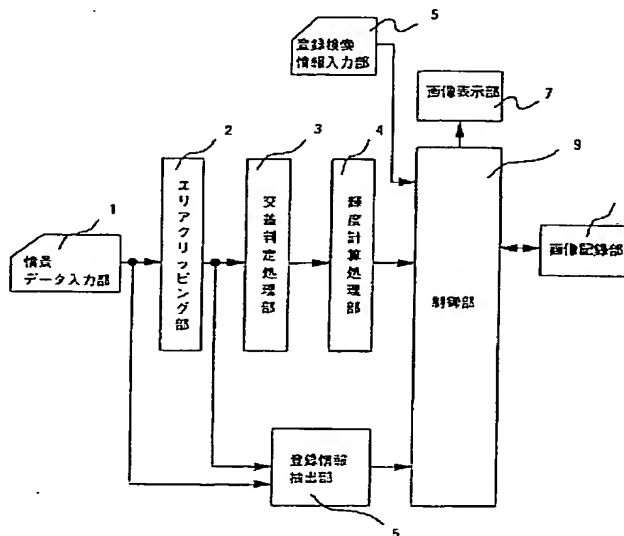 5
登録検索
情報入力部
画像表示部
7
2
3
4
9
1
エリアクリッピング部
交差判定処理部
輝度計算処理部
情景
データ入力部
制御部
画像記録部
登録情報
抽出部
5